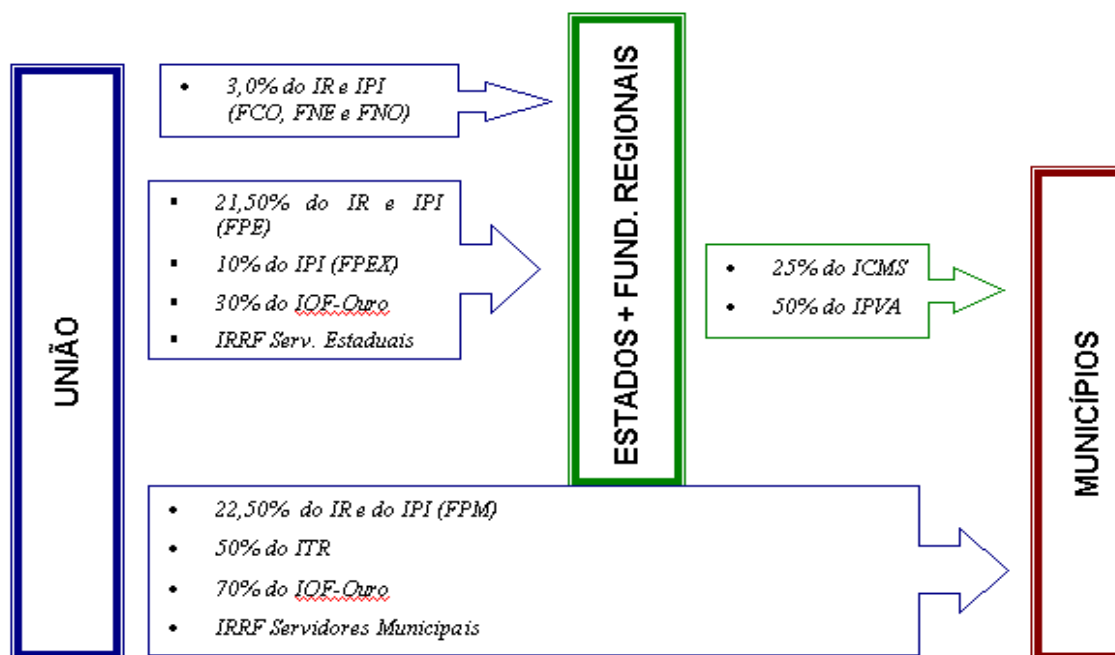 UNIÃO
3,0% do IR e IPI
(FCO, FNE e FNO)
21,50% do IR e IPI
(FPE)
10% do IPI (FPEX)
30% do IOF-Ouro
IRRF Serv. Estaduais
ESTADOS + FUND. REGIONAIS
25% do ICMS
50% do IPVA
22,50% do IR e do IPI (FPM)
50% do ITR
70% do IOF-Ouro
IRRF Servidores Municipais
MUNICÍPIOS